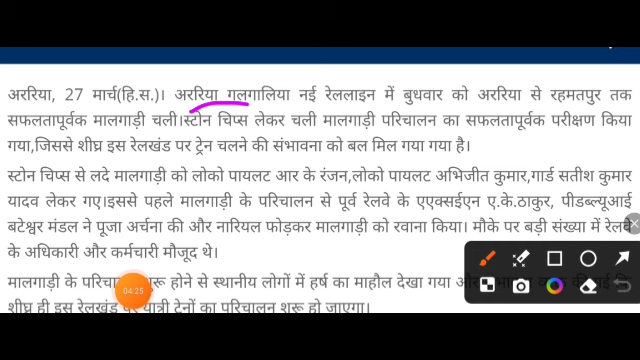 अररिया, 27 मार्च(हि.स.)। अररिया गलगालिया नई रेललाइन में बुधवार को अररिया से रहमतपुर तक
सफलतापूर्वक मालगाड़ी चली।स्टोन चिप्स लेकर चली मालगाड़ी परिचालन का सफलतापूर्वक परीक्षण किया
गया,जिससे शीघ्र इस रेलखंड पर ट्रेन चलने की संभावना को बल मिल गया गया है।
स्टोन चिप्स से लदे मालगाड़ी को लोको पायलट आर के रंजन,लोको पायलट अभिजीत कुमार,गार्ड सतीश कुमार
यादव लेकर गए।इससे पहले मालगाड़ी के परिचालन से पूर्व रेलवे के एएक्सईएन ए.के.ठाकुर, पीडब्ल्यूआई
बटेश्वर मंडल ने पूजा अर्चना की और नारियल फोड़कर मालगाड़ी को रवाना किया। मौके पर बड़ी संख्या में रेलवे
के अधिकारी और कर्मचारी मौजूद थे।
मालगाड़ी के शुरू होने से स्थानीय लोगों में हर्ष का माहौल देखा गया
शीघ्र ही इस रेलखंड पर यात्री ट्रेनों का परिचालन शुरू हो जाएगा।
04:25